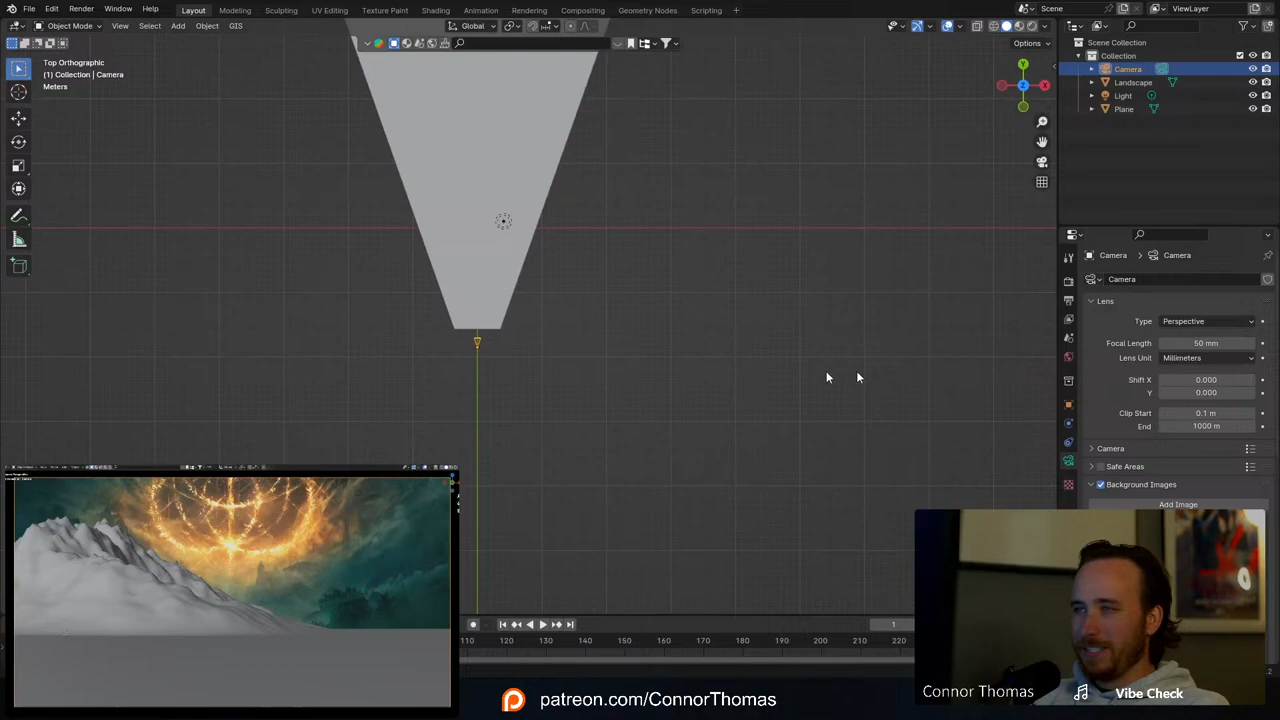 File Edit Render Window Help Layout Modeling Sculpting UV Editing Texture Paint Shading Animation Rendering Compositing Geometry Nodes Scripting Scene ViewLayer
Object Mode View Select Add Object GIS Global
Options
Top Orthographic
(1) Collection | Camera
Meters
Y
X
Z
Scene Collection
Collection
Camera
Landscape
Light
Plane
Camera Camera
Camera
Lens
Type Perspective
Focal Length 50 mm
Lens Unit Millimeters
Shift X 0.000
Y 0.000
Clip Start 0.1 m
End 1000 m
Camera
Safe Areas
Background Images
Add Image
1
110 120 130 140 150 160 170 180 190 200 210 220
Connor Thomas Vibe Check
patreon.com/ConnorThomas